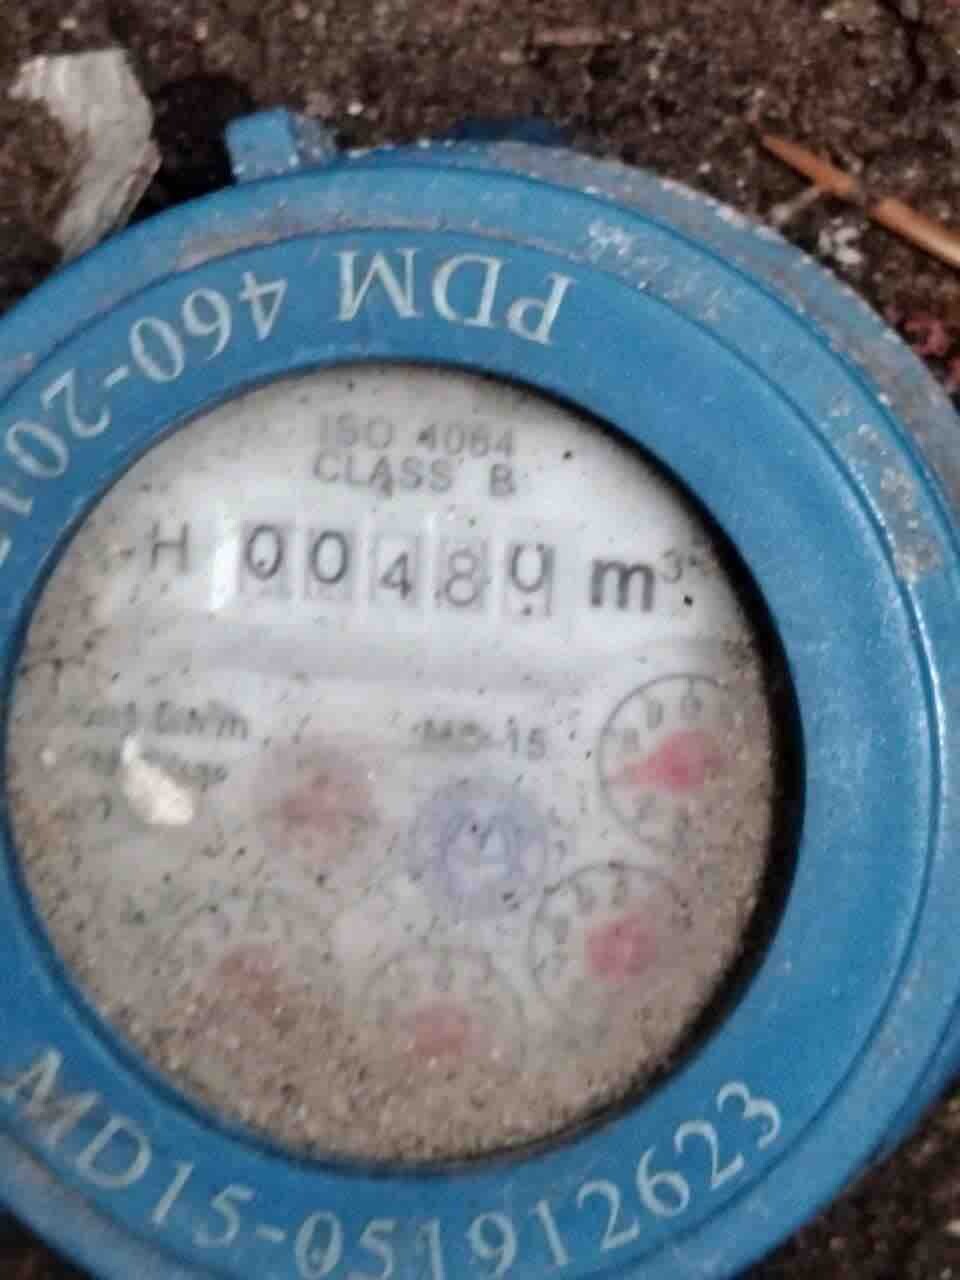 PDM 460-201
ISO 4064
CLASS B
H 00480 m³
MD-15
MD15-051912623